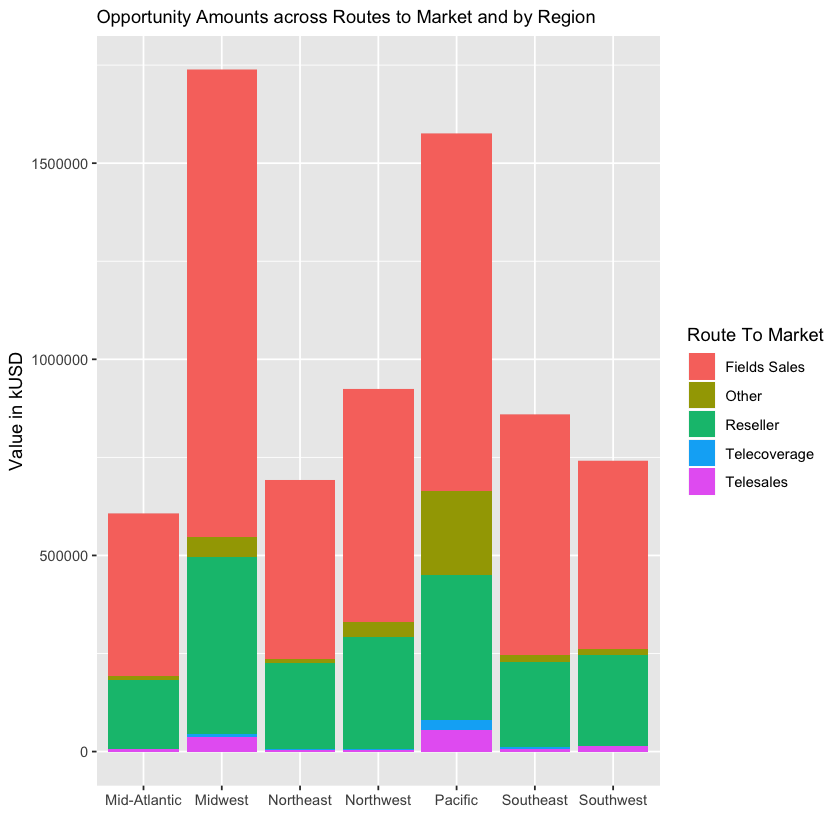 Opportunity Amounts across Routes to Market and by Region
Value in kUSD
1500000
1000000
500000
0
Mid-Atlantic Midwest Northeast Northwest Pacific Southeast Southwest
Route To Market
Fields Sales
Other
Reseller
Telecoverage
Telesales